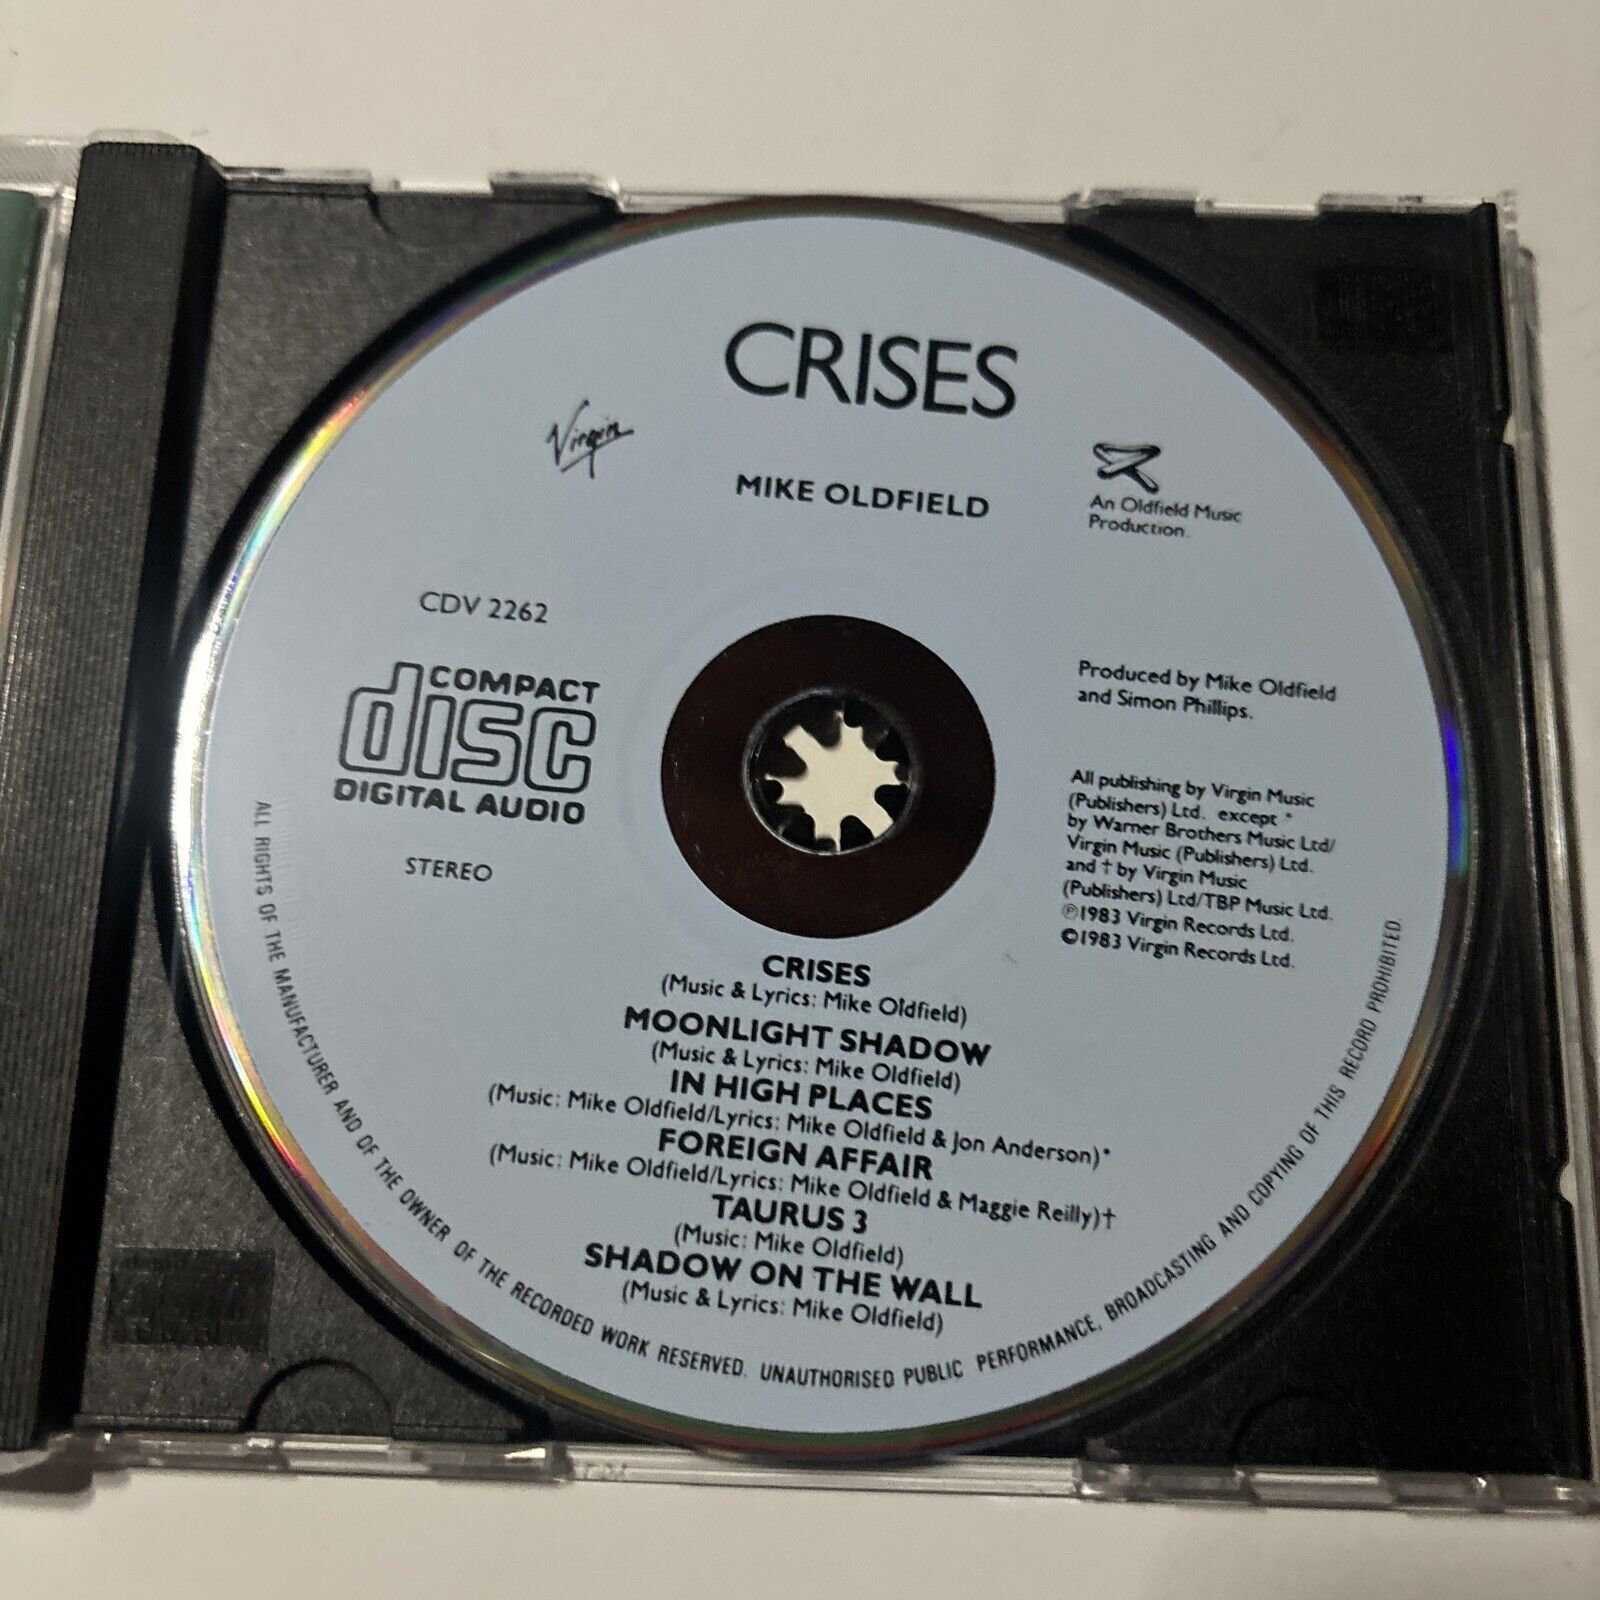 CRISES
Virgin
MIKE OLDFIELD
An Oldfield Music
Production.
CDV 2262
COMPACT
disc
DIGITAL AUDIO
STEREO
Produced by Mike Oldfield
and Simon Phillips.
All publishing by Virgin Music
(Publishers) Ltd. except *
by Warner Brothers Music Ltd/
Virgin Music (Publishers) Ltd.
and † by Virgin Music
(Publishers) Ltd/TBP Music Ltd.
℗1983 Virgin Records Ltd.
©1983 Virgin Records Ltd.
CRISES
(Music & Lyrics: Mike Oldfield)
MOONLIGHT SHADOW
(Music & Lyrics: Mike Oldfield)
IN HIGH PLACES
(Music: Mike Oldfield/Lyrics: Mike Oldfield & Jon Anderson)*
FOREIGN AFFAIR
(Music: Mike Oldfield/Lyrics: Mike Oldfield & Maggie Reilly)†
TAURUS 3
(Music: Mike Oldfield)
SHADOW ON THE WALL
(Music & Lyrics: Mike Oldfield)
ALL RIGHTS OF THE MANUFACTURER AND OF THE OWNER OF THE RECORDED WORK RESERVED. UNAUTHORISED PUBLIC PERFORMANCE, BROADCASTING AND COPYING OF THIS RECORD PROHIBITED.